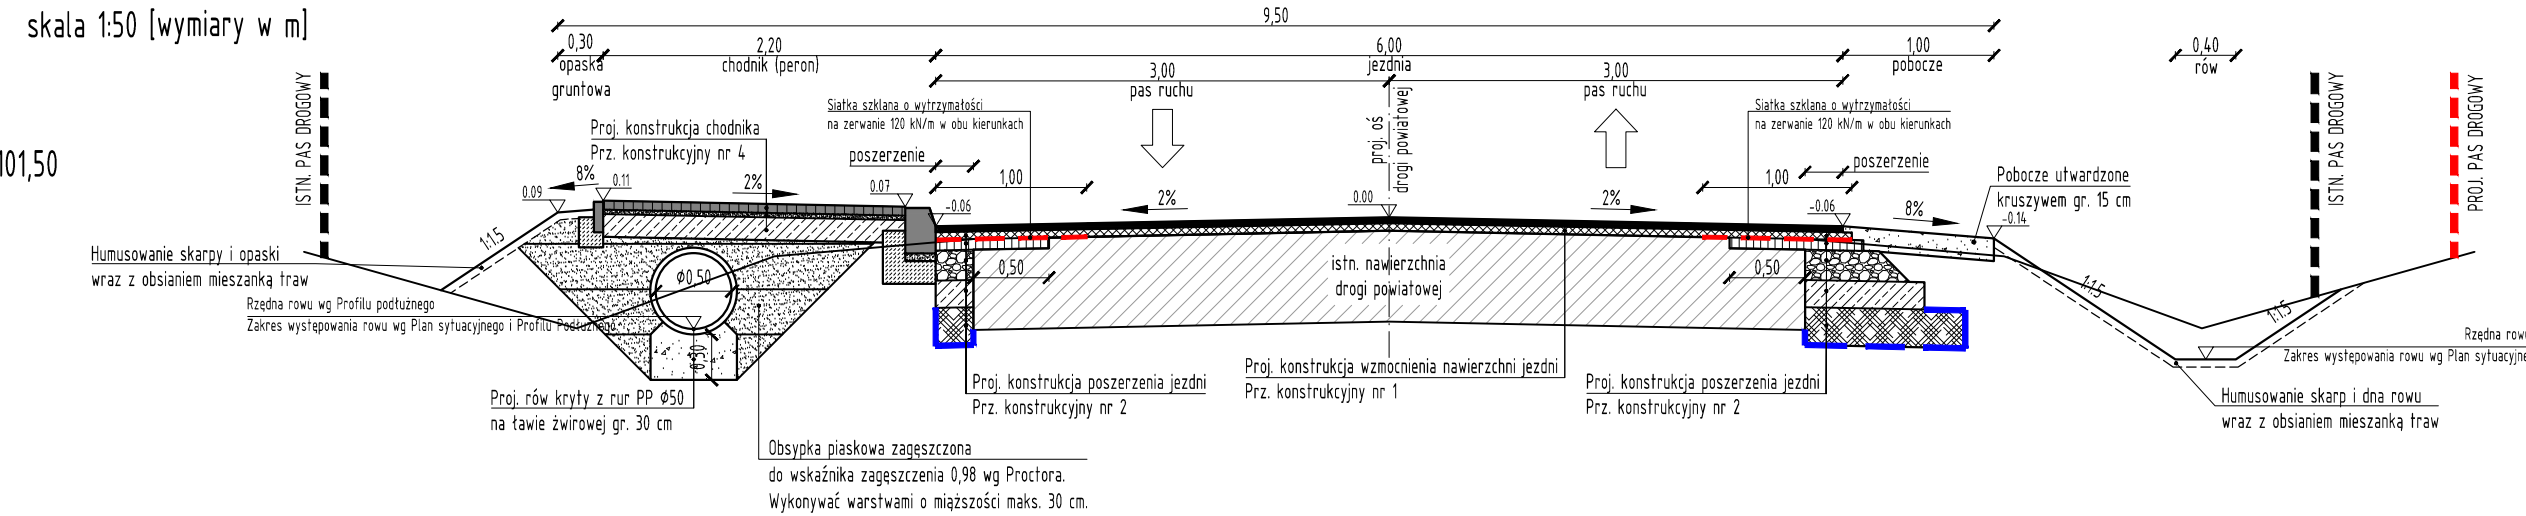 skala 1:50 [wymiary w m]
9,50
0,30
2,20
6,00
1,00
0,40
opaska
gruntowa
chodnik (peron)
jezdnia
pobocze
rów
3,00
3,00
pas ruchu
pas ruchu
ISTN. PAS DROGOWY
ISTN. PAS DROGOWY
PROJ. PAS DROGOWY
Siatka szklana o wytrzymałości
na zerwanie 120 kN/m w obu kierunkach
Siatka szklana o wytrzymałości
na zerwanie 120 kN/m w obu kierunkach
proj. oś
drogi powiatowej
Proj. konstrukcja chodnika
Prz. konstrukcyjny nr 4
poszerzenie
poszerzenie
101,50
Pobocze utwardzone
kruszywem gr. 15 cm
8%
0.09
0.11
2%
0.07
1,00
-0.06
2%
0.00
2%
1,00
-0.06
8%
-0.14
1:1.5
Humusowanie skarpy i opaski
wraz z obsianiem mieszanką traw
Rzędna rowu wg Profilu podłużnego
Zakres występowania rowu wg Plan sytuacyjnego i Profilu Podłużnego
Ø0,50
0,50
istn. nawierzchnia
drogi powiatowej
0,50
1:1.5
1:1.5
0,30
Rzędna
Zakres występowania rowu wg Plan
Proj. rów kryty z rur PP Ø50
na ławie żwirowej gr. 30 cm
Proj. konstrukcja poszerzenia jezdni
Prz. konstrukcyjny nr 2
Proj. konstrukcja wzmocnienia nawierzchni jezdni
Prz. konstrukcyjny nr 1
Proj. konstrukcja poszerzenia jezdni
Prz. konstrukcyjny nr 2
Humusowanie skarp i dna rowu
wraz z obsianiem mieszanką traw
Obsypka piaskowa zagęszczona
do wskaźnika zagęszczenia 0,98 wg Proctora.
Wykonywać warstwami o miąższości maks. 30 cm.